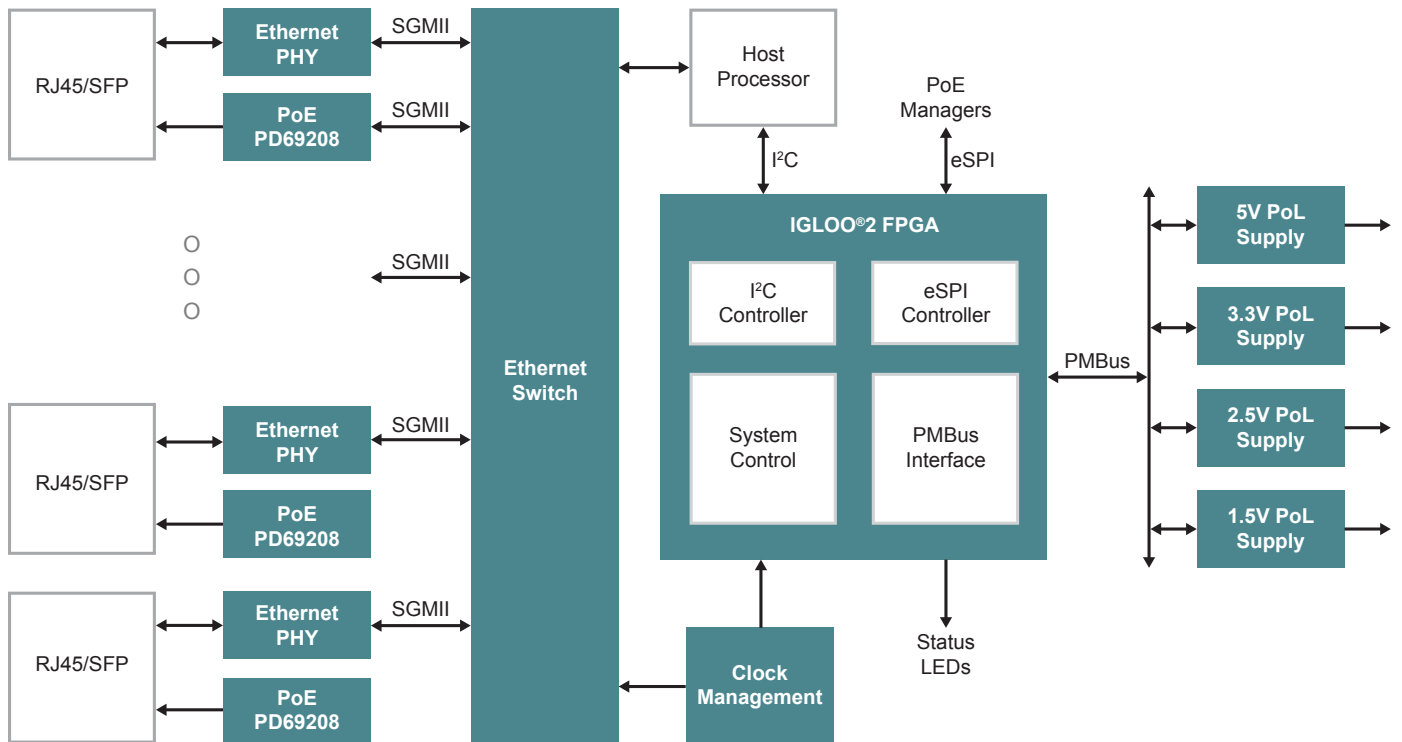 RJ45/SFP
Ethernet
PHY
SGMII
PoE
PD69208
SGMII
O
O
O
SGMII
RJ45/SFP
Ethernet
PHY
SGMII
PoE
PD69208
RJ45/SFP
Ethernet
PHY
SGMII
PoE
PD69208
Ethernet
Switch
Host
Processor
I²C
PoE
Managers
eSPI
IGLOO®2 FPGA
I²C
Controller
eSPI
Controller
System
Control
PMBus
Interface
Clock
Management
Status
LEDs
PMBus
5V PoL
Supply
3.3V PoL
Supply
2.5V PoL
Supply
1.5V PoL
Supply